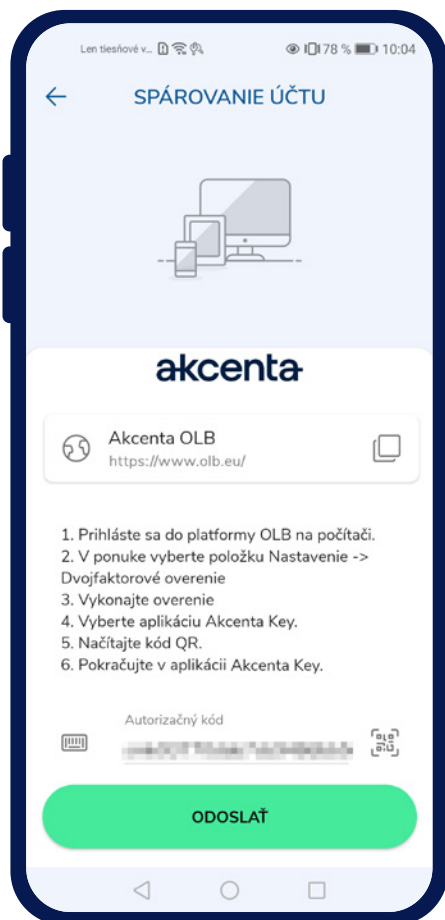 Len tiesňové v... 78 % 10:04
SPÁROVANIE ÚČTU
akcenta
Akcenta OLB
https://www.olb.eu/
1. Prihláste sa do platformy OLB na počítači.
2. V ponuke vyberte položku Nastavenie ->
Dvojfaktorové overenie
3. Vykonajte overenie
4. Vyberte aplikáciu Akcenta Key.
5. Načítajte kód QR.
6. Pokračujte v aplikácii Akcenta Key.
Autorizačný kód
ODOSLAŤ